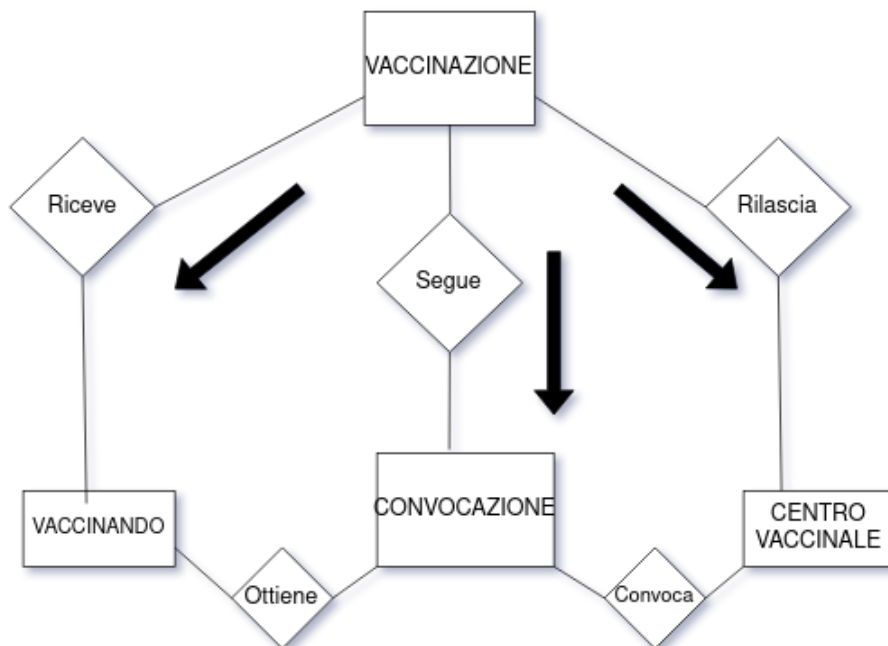 VACCINAZIONE
Riceve
Rilascia
Segue
VACCINANDO
CONVOCAZIONE
CENTRO
VACCINALE
Ottiene
Convoca